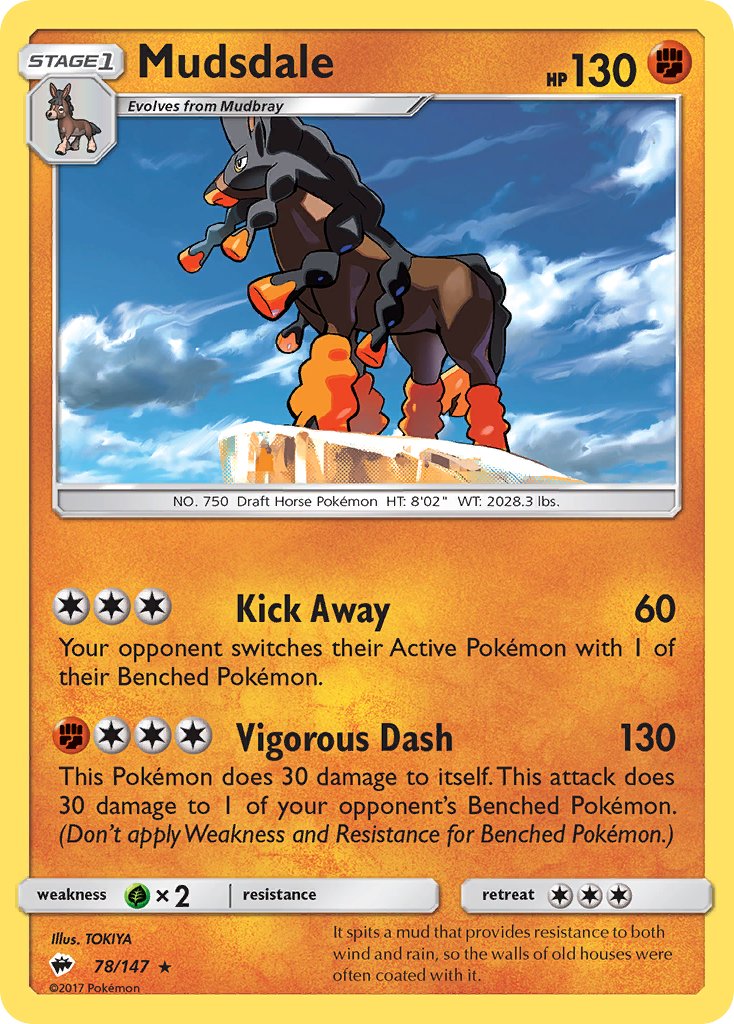 STAGE1
Mudsdale
HP 130
Evolves from Mudbray
NO. 750 Draft Horse Pokémon HT: 8'02" WT: 2028.3 lbs.
Kick Away 60
Your opponent switches their Active Pokémon with 1 of
their Benched Pokémon.
Vigorous Dash 130
This Pokémon does 30 damage to itself. This attack does
30 damage to 1 of your opponent's Benched Pokémon.
(Don't apply Weakness and Resistance for Benched Pokémon.)
weakness × 2 resistance retreat
Illus. TOKIYA
78/147 ★
©2017 Pokémon
It spits a mud that provides resistance to both
wind and rain, so the walls of old houses were
often coated with it.